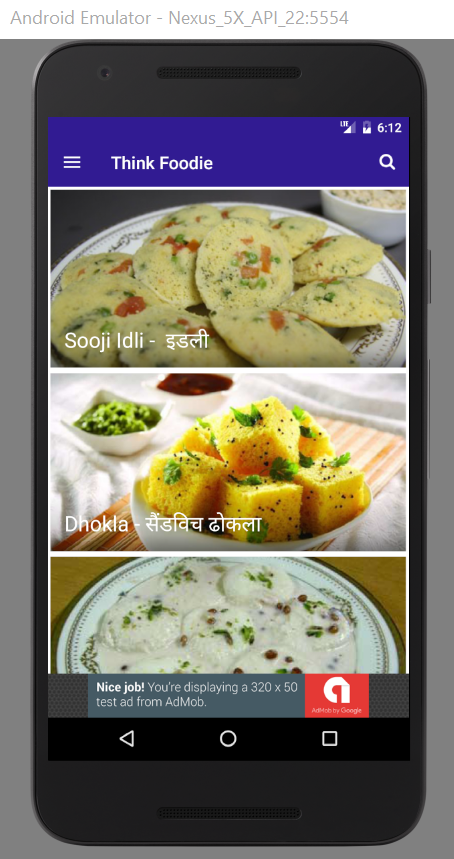 Android Emulator - Nexus_5X_API_22:5554
LTE 6:12
Think Foodie
Sooji Idli - इडली
Dhokla - सैंडविच ढोकला
Nice job! You're displaying a 320 x 50
test ad from AdMob.
AdMob by Google